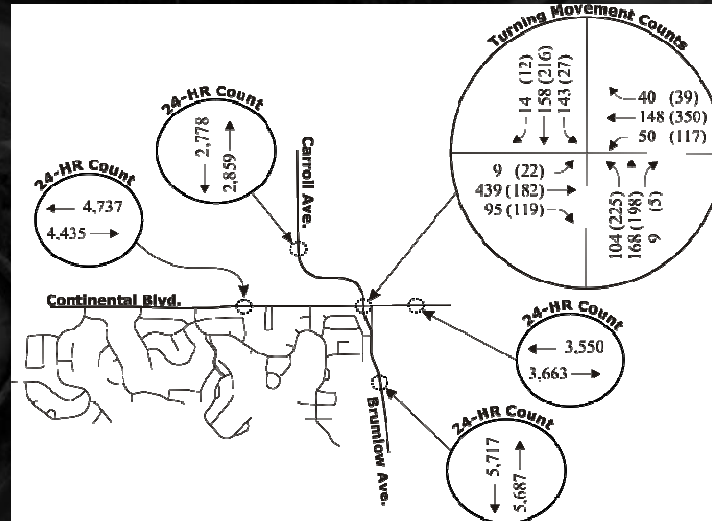 Turning Movement Counts
14 (12)
158 (216)
143 (27)
40 (39)
148 (350)
50 (117)
9 (22)
439 (182)
95 (119)
104 (225)
168 (198)
9 (5)
24-HR Count
2,778
2,859
24-HR Count
4,737
4,435
Carroll Ave.
Continental Blvd.
24-HR Count
3,550
3,663
Brumlow Ave.
24-HR Count
5,717
5,687